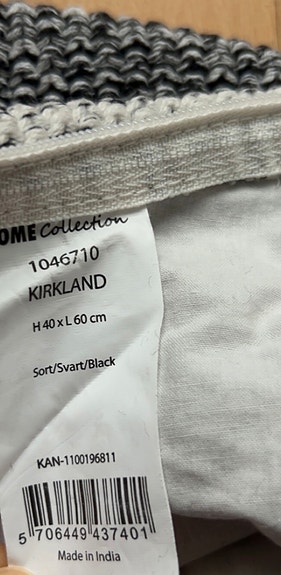 OME Collection
1046710
KIRKLAND
H 40 x L 60 cm
Sort/Svart/Black
KAN-1100196811
5 706449 437401
Made in India